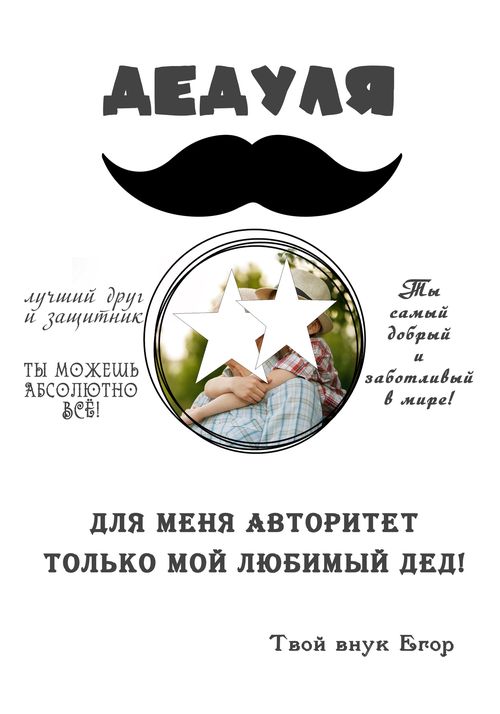 ДЕДУЛЯ
лучший друг
и защитник
ТЫ МОЖЕШЬ
АБСОЛЮТНО
ВСЁ!
Ты
самый
добрый
и
заботливый
в мире!
ДЛЯ МЕНЯ АВТОРИТЕТ
ТОЛЬКО МОЙ ЛЮБИМЫЙ ДЕД!
Твой внук Егор